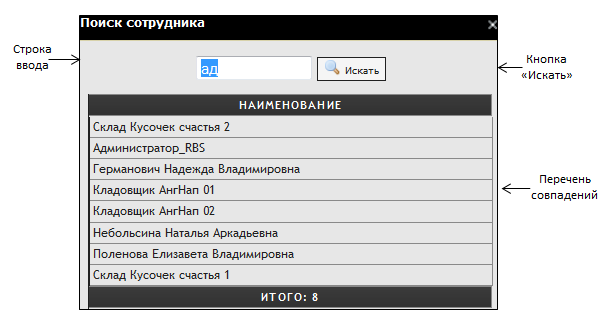 Поиск сотрудника
Строка
ввода
ад
Искать
Кнопка
«Искать»
НАИМЕНОВАНИЕ
Склад Кусочек счастья 2
Администратор_RBS
Германович Надежда Владимировна
Кладовщик АнгНап 01
Кладовщик АнгНап 02
Небольсина Наталья Аркадьевна
Поленова Елизавета Владимировна
Склад Кусочек счастья 1
Перечень
совпадений
ИТОГО: 8